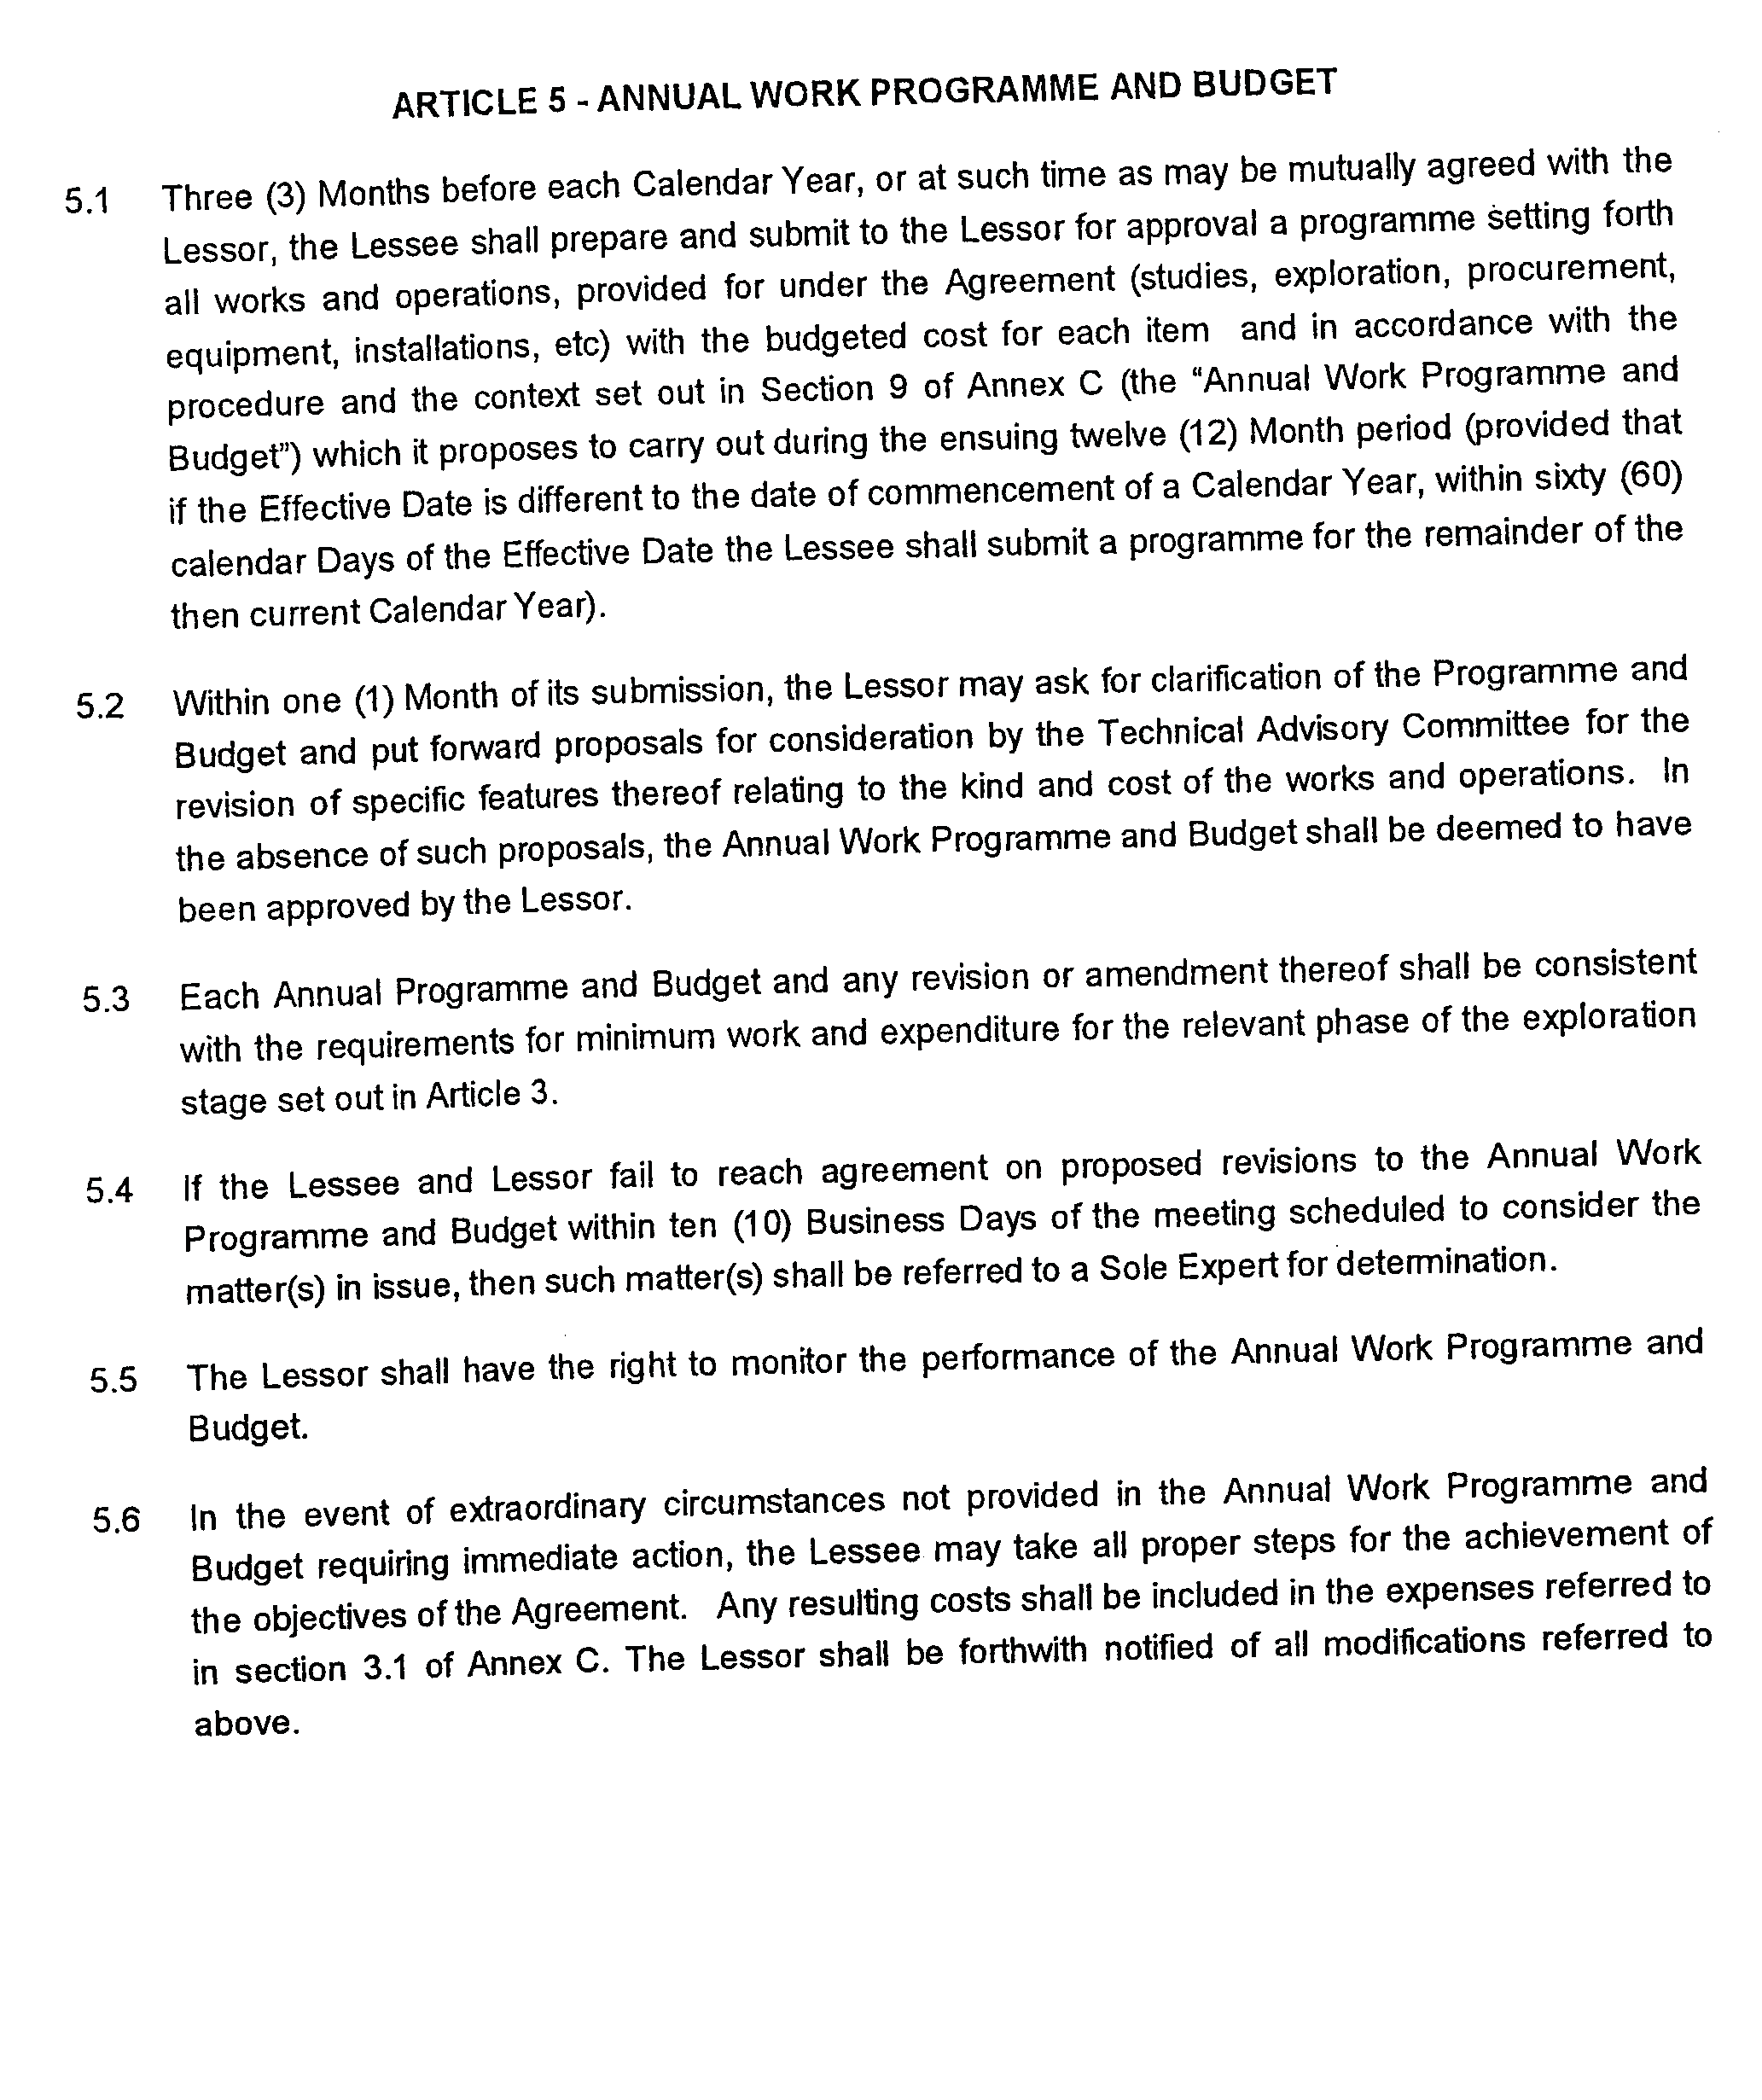 ARTICLE 5 - ANNUAL WORK PROGRAMME AND BUDGET
5.1 Three (3) Months before each Calendar Year, or at such time as may be mutually agreed with the
Lessor, the Lessee shall prepare and submit to the Lessor for approval a programme setting forth
all works and operations, provided for under the Agreement (studies, exploration, procurement,
equipment, installations, etc) with the budgeted cost for each item and in accordance with the
procedure and the context set out in Section 9 of Annex C (the “Annual Work Programme and
Budget”) which it proposes to carry out during the ensuing twelve (12) Month period (provided that
if the Effective Date is different to the date of commencement of a Calendar Year, within sixty (60)
calendar Days of the Effective Date the Lessee shall submit a programme for the remainder of the
then current Calendar Year).
5.2 Within one (1) Month of its submission, the Lessor may ask for clarification of the Programme and
Budget and put forward proposals for consideration by the Technical Advisory Committee for the
revision of specific features thereof relating to the kind and cost of the works and operations. In
the absence of such proposals, the Annual Work Programme and Budget shall be deemed to have
been approved by the Lessor.
5.3 Each Annual Programme and Budget and any revision or amendment thereof shall be consistent
with the requirements for minimum work and expenditure for the relevant phase of the exploration
stage set out in Article 3.
5.4 If the Lessee and Lessor fail to reach agreement on proposed revisions to the Annual Work
Programme and Budget within ten (10) Business Days of the meeting scheduled to consider the
matter(s) in issue, then such matter(s) shall be referred to a Sole Expert for determination.
5.5 The Lessor shall have the right to monitor the performance of the Annual Work Programme and
Budget.
5.6 In the event of extraordinary circumstances not provided in the Annual Work Programme and
Budget requiring immediate action, the Lessee may take all proper steps for the achievement of
the objectives of the Agreement. Any resulting costs shall be included in the expenses referred to
in section 3.1 of Annex C. The Lessor shall be forthwith notified of all modifications referred to
above.